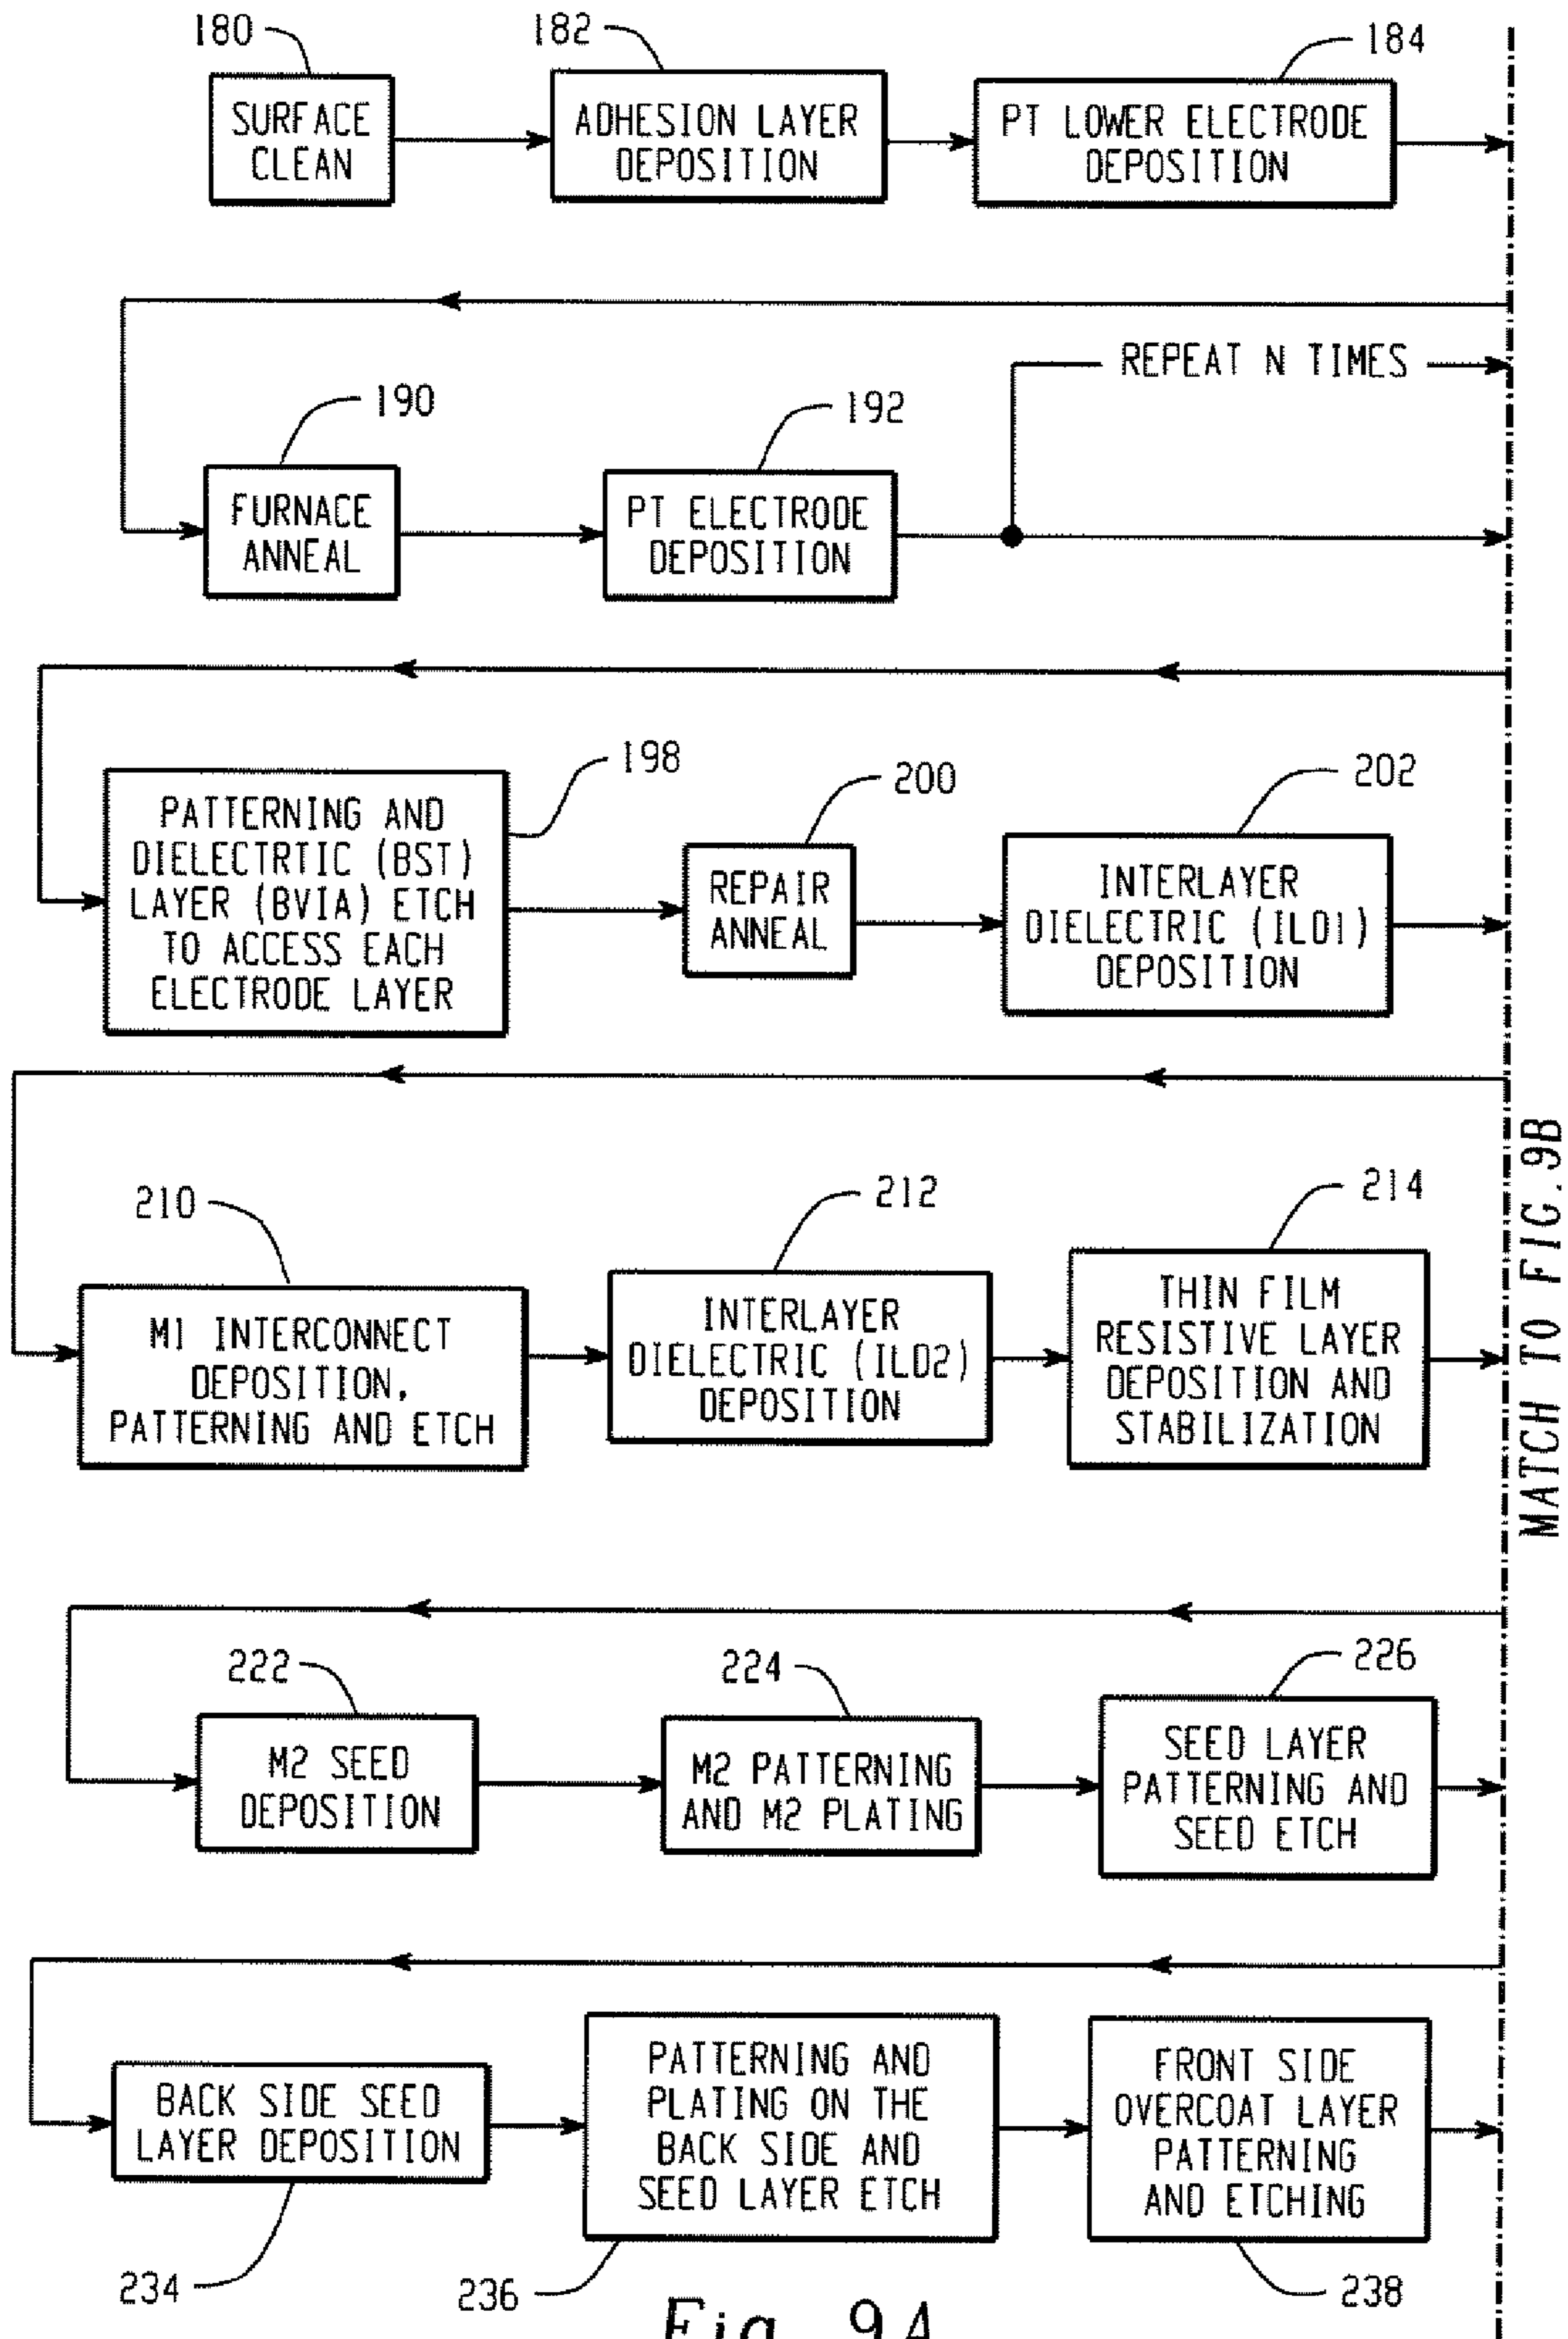 180
182
184
SURFACE
CLEAN
ADHESION LAYER
DEPOSITION
PT LOWER ELECTRODE
DEPOSITION
REPEAT N TIMES
190
192
FURNACE
ANNEAL
PT ELECTRODE
DEPOSITION
198
200
202
PATTERNING AND
DIELECTRTIC (BST)
LAYER (BVIA) ETCH
TO ACCESS EACH
ELECTRODE LAYER
REPAIR
ANNEAL
INTERLAYER
DIELECTRIC (ILD1)
DEPOSITION
210
212
214
M1 INTERCONNECT
DEPOSITION,
PATTERNING AND ETCH
INTERLAYER
DIELECTRIC (ILD2)
DEPOSITION
THIN FILM
RESISTIVE LAYER
DEPOSITION AND
STABILIZATION
MATCH TO FIG. 9B
222
224
226
M2 SEED
DEPOSITION
M2 PATTERNING
AND M2 PLATING
SEED LAYER
PATTERNING AND
SEED ETCH
BACK SIDE SEED
LAYER DEPOSITION
PATTERNING AND
PLATING ON THE
BACK SIDE AND
SEED LAYER ETCH
FRONT SIDE
OVERCOAT LAYER
PATTERNING
AND ETCHING
234
236
238
Fig. 9A